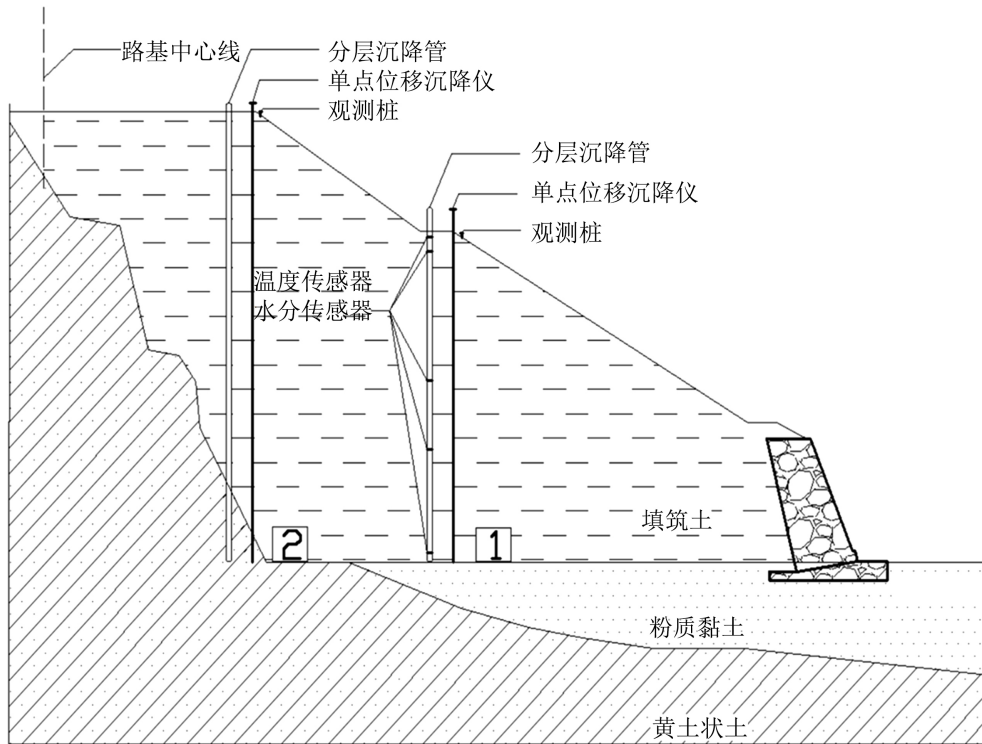 路基中心线
分层沉降管
单点位移沉降仪
观测桩
分层沉降管
单点位移沉降仪
观测桩
温度传感器
水分传感器
填筑土
2
1
粉质黏土
黄土状土